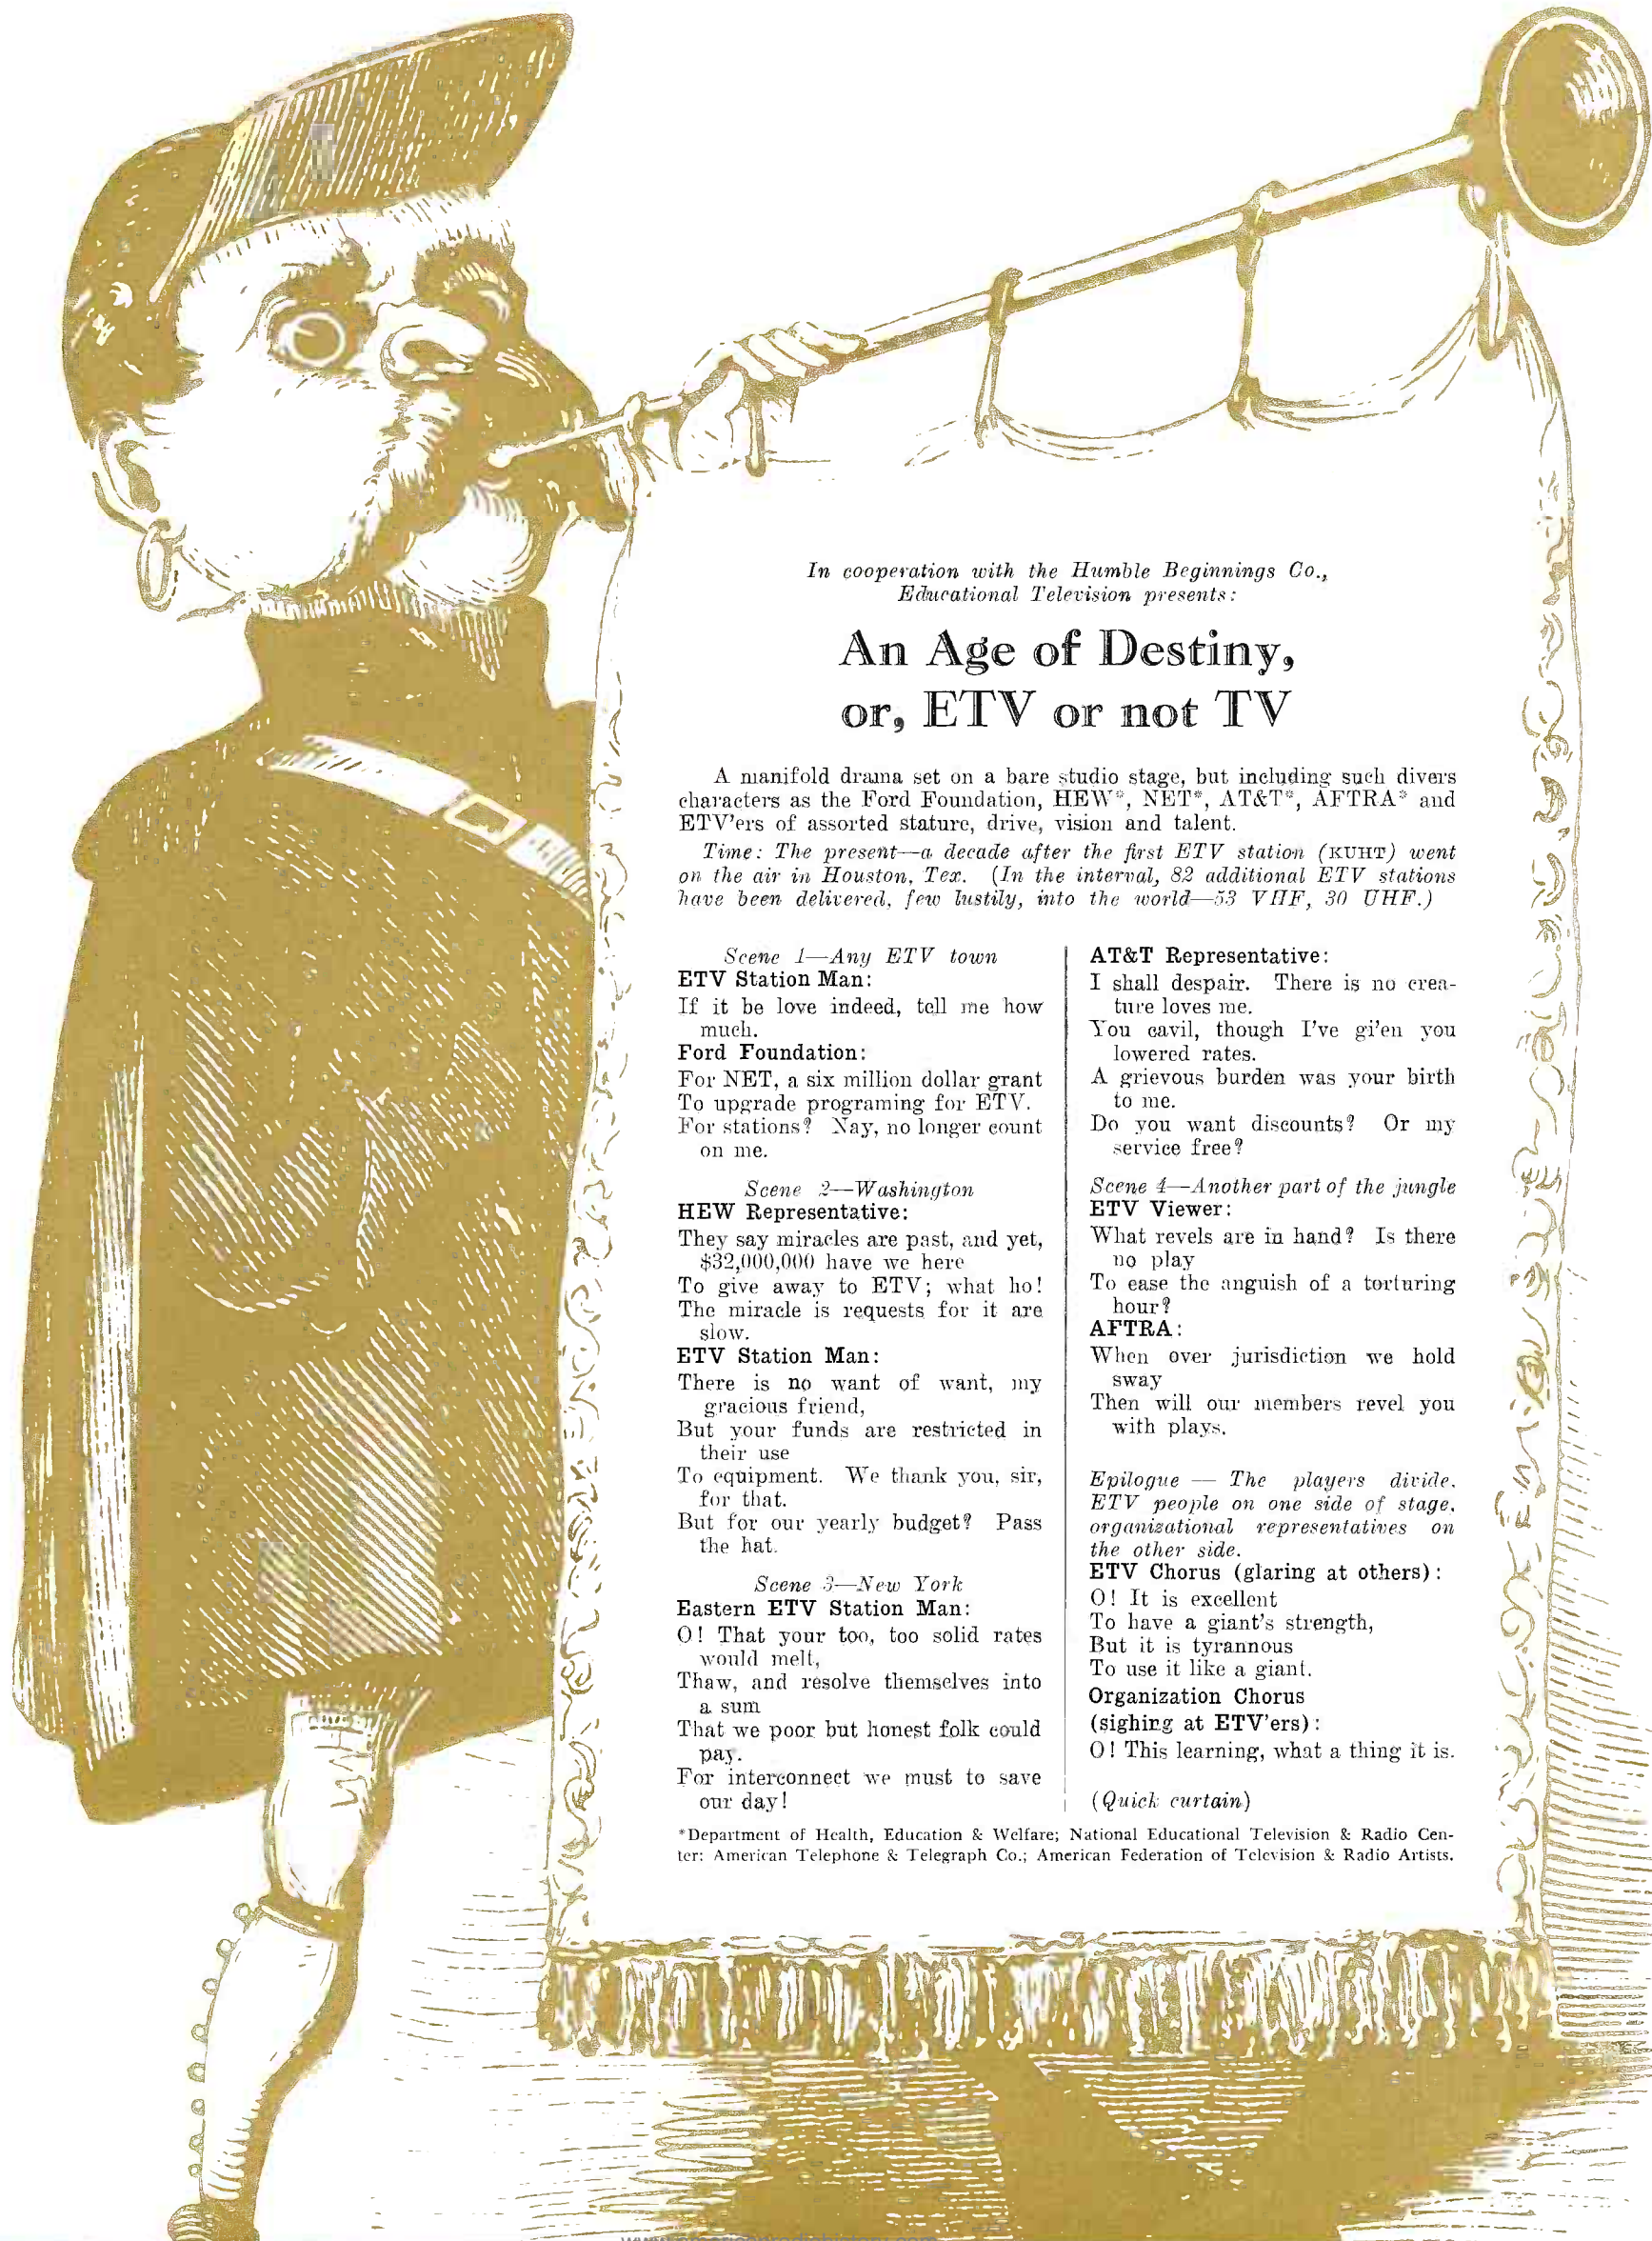 In cooperation with the Humble Beginnings Co.,
Educational Television presents:
An Age of Destiny,
or, ETV or not TV
A manifold drama set on a bare studio stage, but including such divers
characters as the Ford Foundation, HEW*, NET*, AT&T*, AFTRA* and
ETV'ers of assorted stature, drive, vision and talent.
Time: The present—a decade after the first ETV station (KUHT) went
on the air in Houston, Tex. (In the interval, 82 additional ETV stations
have been delivered, few lustily, into the world—53 VHF, 30 UHF.)
Scene 1—Any ETV town
ETV Station Man:
If it be love indeed, tell me how
much.
Ford Foundation:
For NET, a six million dollar grant
To upgrade programing for ETV.
For stations? Nay, no longer count
on me.
Scene 2—Washington
HEW Representative:
They say miracles are past, and yet,
$32,000,000 have we here
To give away to ETV; what ho!
The miracle is requests for it are
slow.
ETV Station Man:
There is no want of want, my
gracious friend,
But your funds are restricted in
their use
To equipment. We thank you, sir,
for that.
But for our yearly budget? Pass
the hat.
Scene 3—New York
Eastern ETV Station Man:
O! That your too, too solid rates
would melt,
Thaw, and resolve themselves into
a sum
That we poor but honest folk could
pay.
For interconnect we must to save
our day!
AT&T Representative:
I shall despair. There is no crea-
ture loves me.
You cavil, though I've gi'en you
lowered rates.
A grievous burden was your birth
to me.
Do you want discounts? Or my
service free?
Scene 4—Another part of the jungle
ETV Viewer:
What revels are in hand? Is there
no play
To ease the anguish of a torturing
hour?
AFTRA:
When over jurisdiction we hold
sway
Then will our members revel you
with plays.
Epilogue — The players divide.
ETV people on one side of stage,
organizational representatives on
the other side.
ETV Chorus (glaring at others):
O! It is excellent
To have a giant's strength,
But it is tyrannous
To use it like a giant.
Organization Chorus
(sighing at ETV'ers):
O! This learning, what a thing it is.
(Quick curtain)
*Department of Health, Education & Welfare; National Educational Television & Radio Cen-
ter; American Telephone & Telegraph Co.; American Federation of Television & Radio Artists.